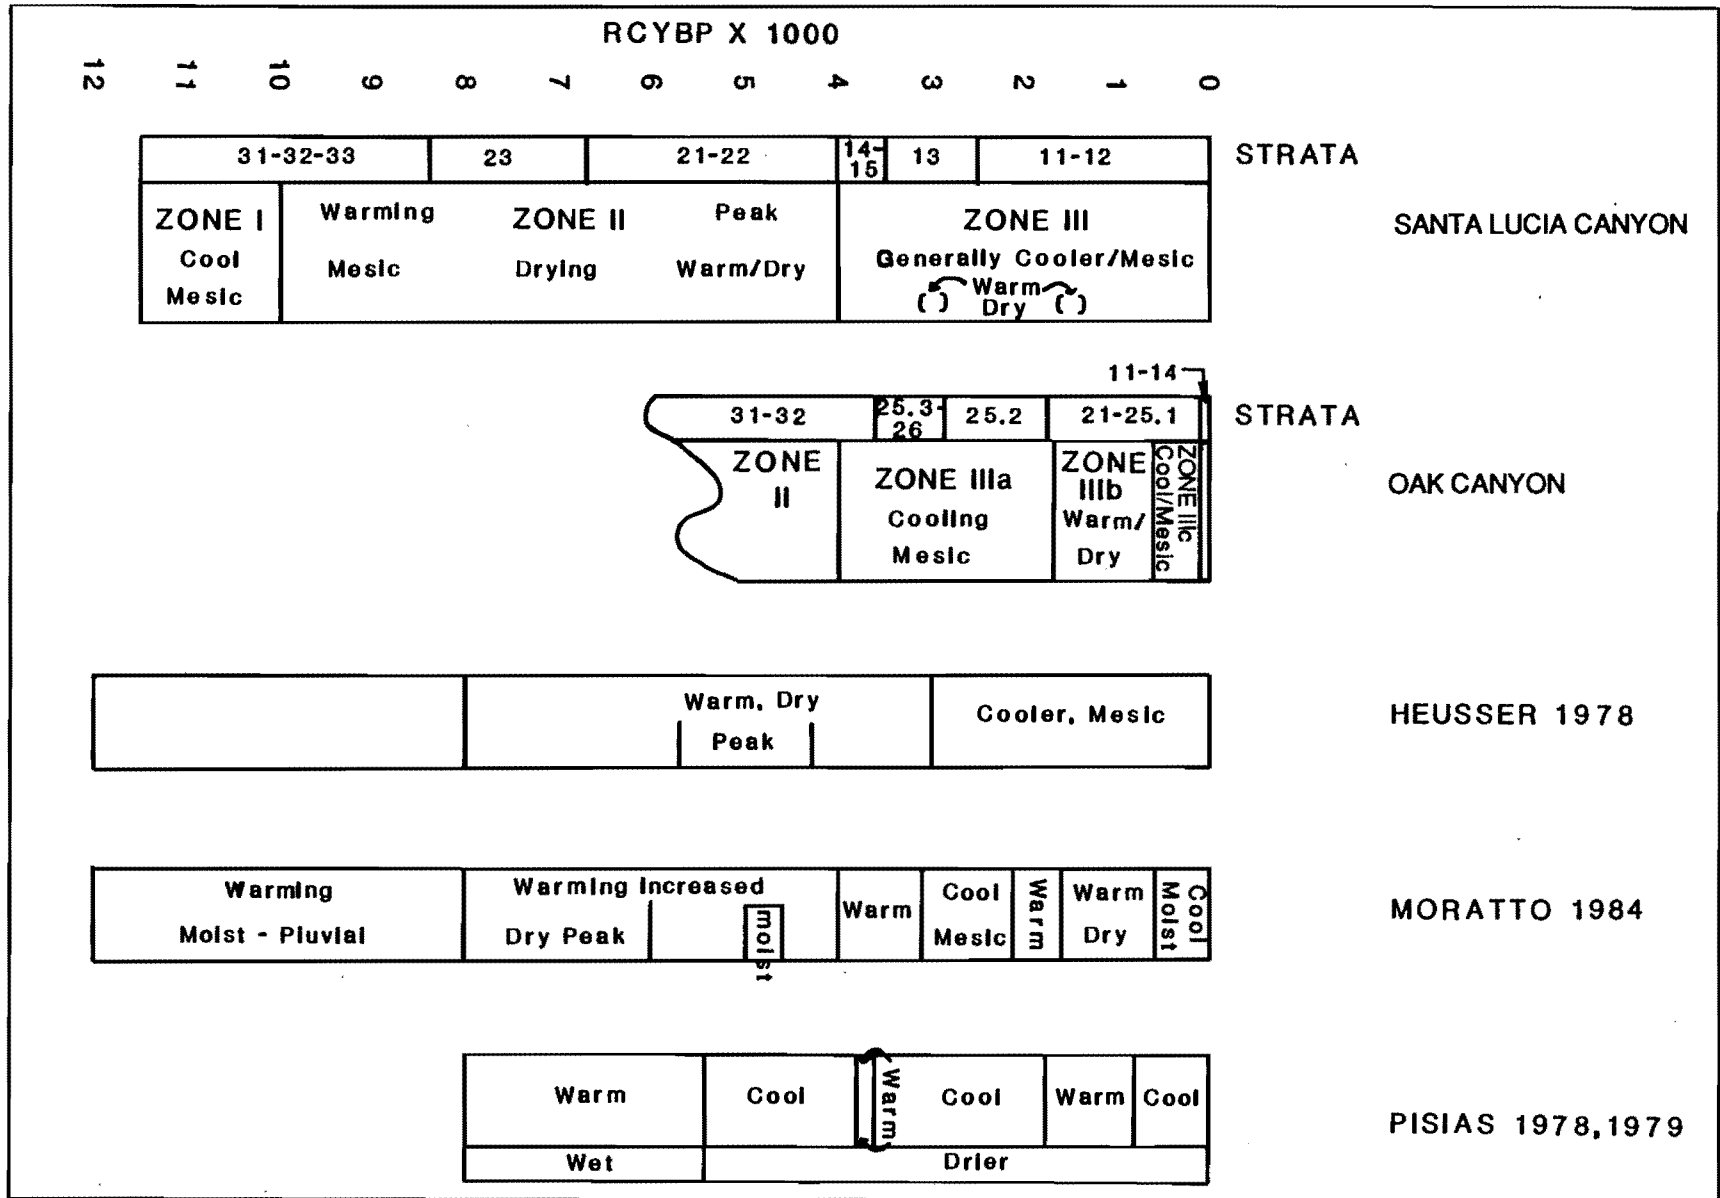 RCYBP X 1000
12 11 10 9 8 7 6 5 4 3 2 1 0
31-32-33 23 21-22 14-15 13 11-12 STRATA
ZONE I
Cool
Mesic
Warming
Mesic
ZONE II
Drying
Peak
Warm/Dry
ZONE III
Generally Cooler/Mesic
( ) Warm
Dry ( )
SANTA LUCIA CANYON
11-14
31-32 25.3-26 25.2 21-25.1 STRATA
ZONE
II
ZONE IIIa
Cooling
Mesic
ZONE
IIIb
Warm/
Dry
ZONE IIIc
Cool/Mesic
OAK CANYON
Warm, Dry
Peak
Cooler, Mesic
HEUSSER 1978
Warming
Moist - Pluvial
Warming Increased
Dry Peak
moist
Warm
Cool
Mesic
Warm
Warm
Dry
Cool
Moist
MORATTO 1984
Warm Cool Warm Cool Warm Cool
Wet Drier
PISIAS 1978,1979